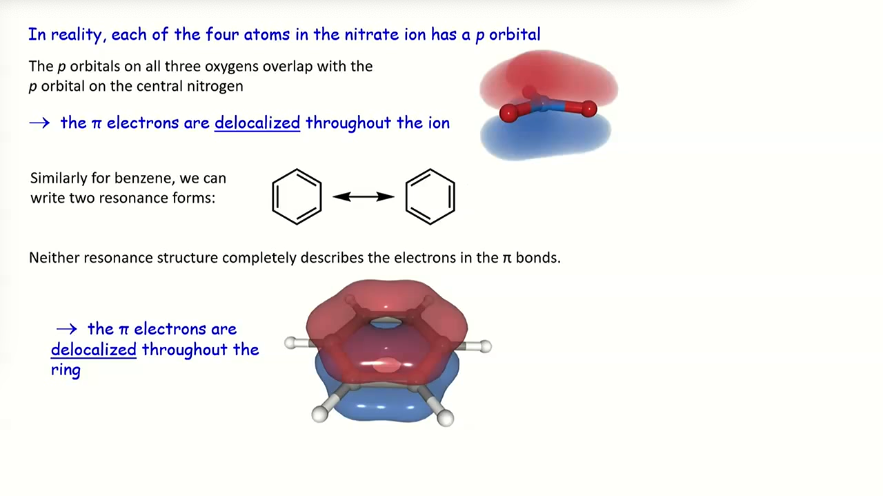 In reality, each of the four atoms in the nitrate ion has a p orbital
The p orbitals on all three oxygens overlap with the
p orbital on the central nitrogen
→ the π electrons are delocalized throughout the ion
Similarly for benzene, we can
write two resonance forms:
Neither resonance structure completely describes the electrons in the π bonds.
→ the π electrons are
delocalized throughout the
ring